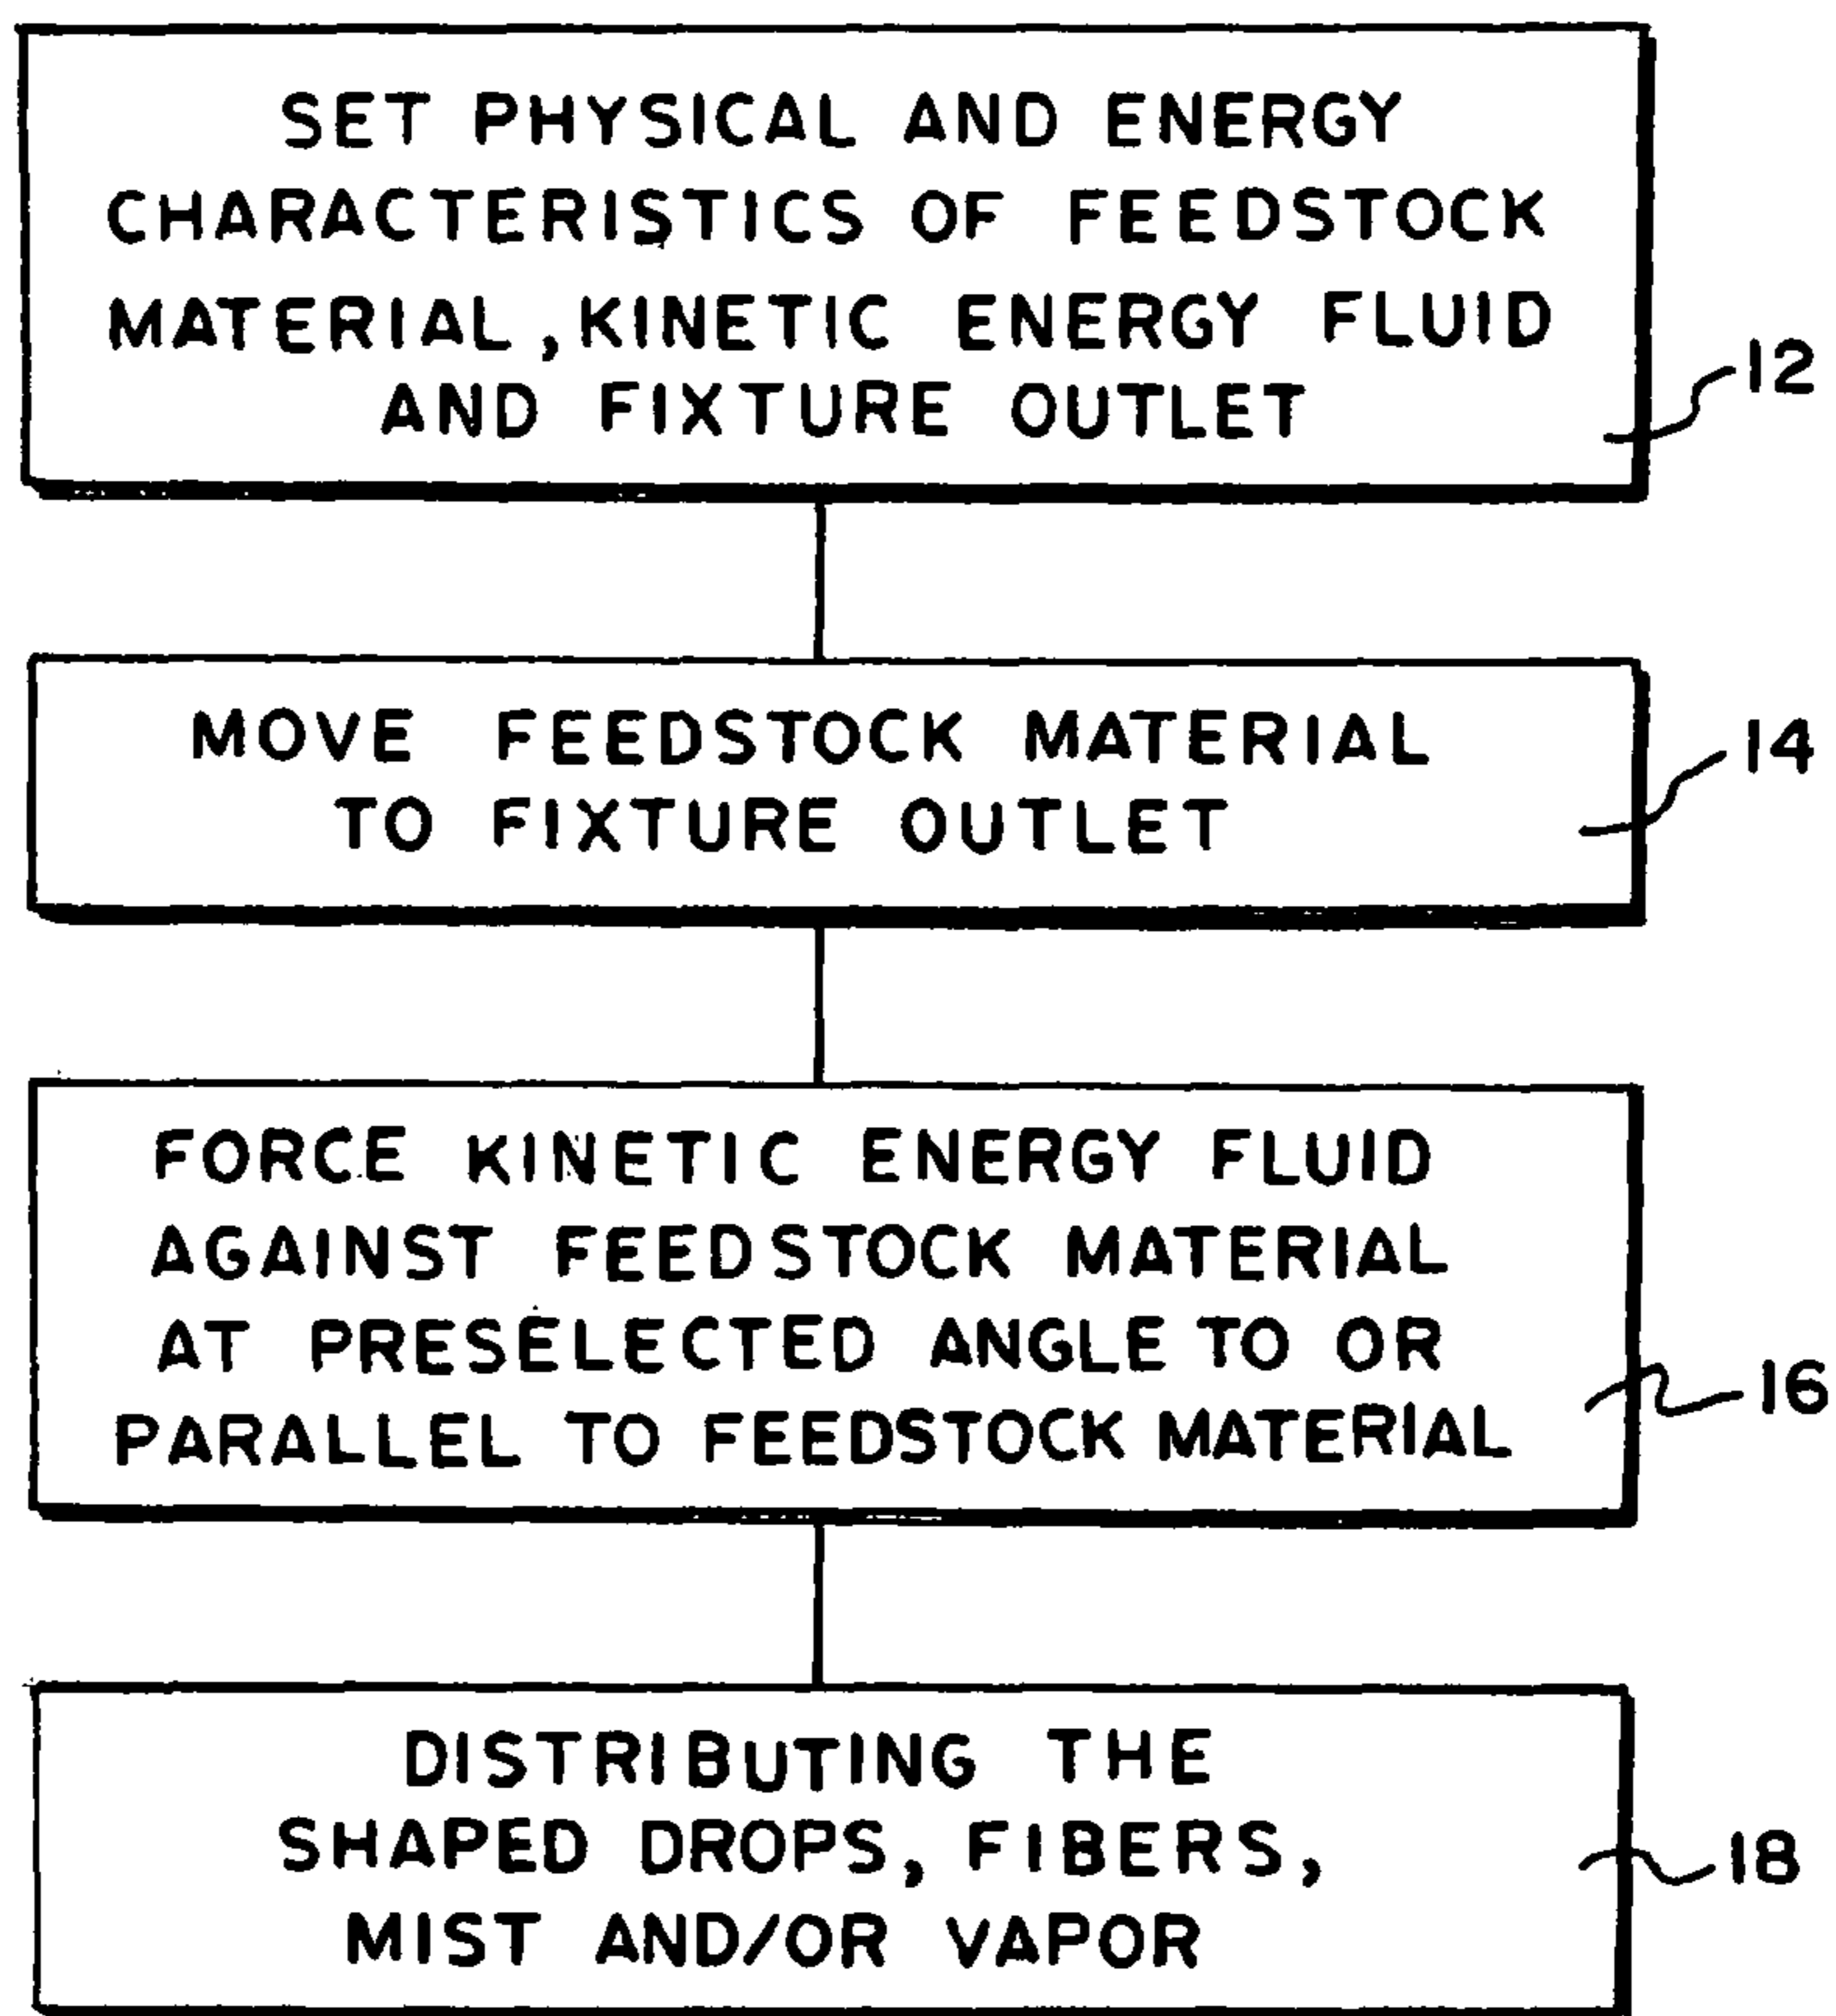 SET PHYSICAL AND ENERGY
CHARACTERISTICS OF FEEDSTOCK
MATERIAL, KINETIC ENERGY FLUID
AND FIXTURE OUTLET
12
MOVE FEEDSTOCK MATERIAL
TO FIXTURE OUTLET
14
FORCE KINETIC ENERGY FLUID
AGAINST FEEDSTOCK MATERIAL
AT PRESELECTED ANGLE TO OR
PARALLEL TO FEEDSTOCK MATERIAL
16
DISTRIBUTING THE
SHAPED DROPS, FIBERS,
MIST AND/OR VAPOR
18